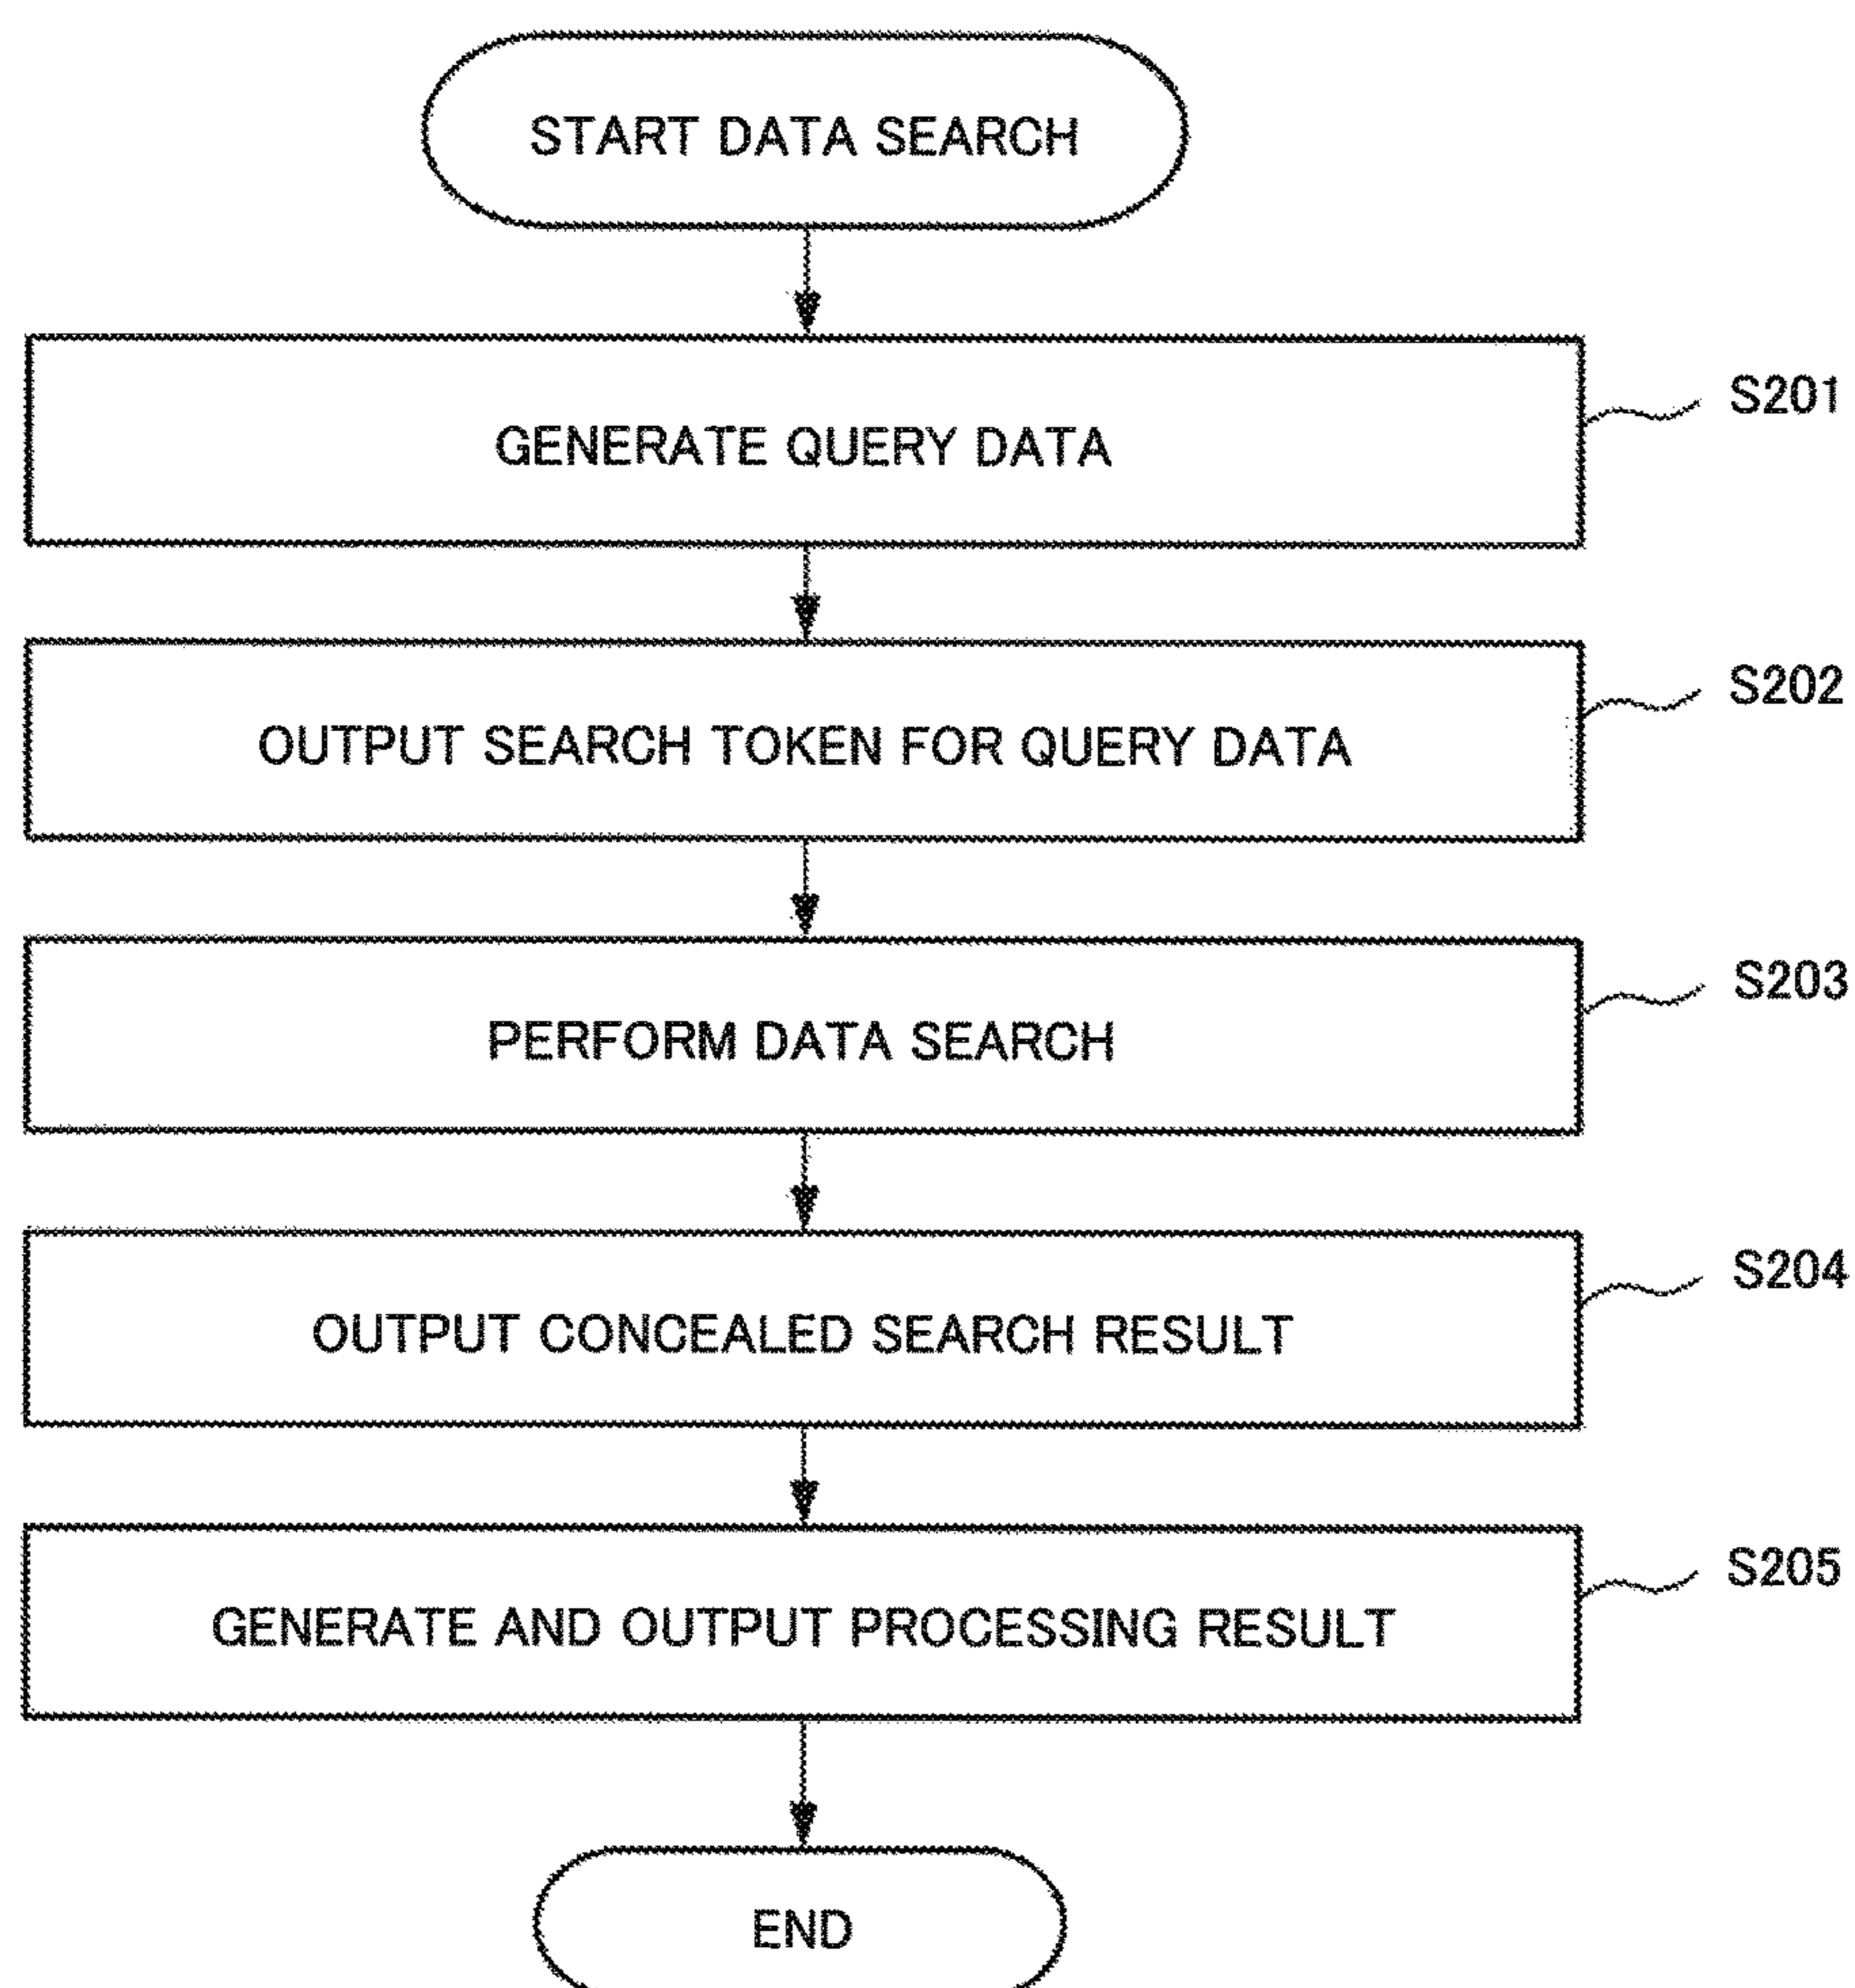 START DATA SEARCH
GENERATE QUERY DATA
S201
OUTPUT SEARCH TOKEN FOR QUERY DATA
S202
PERFORM DATA SEARCH
S203
OUTPUT CONCEALED SEARCH RESULT
S204
GENERATE AND OUTPUT PROCESSING RESULT
S205
END